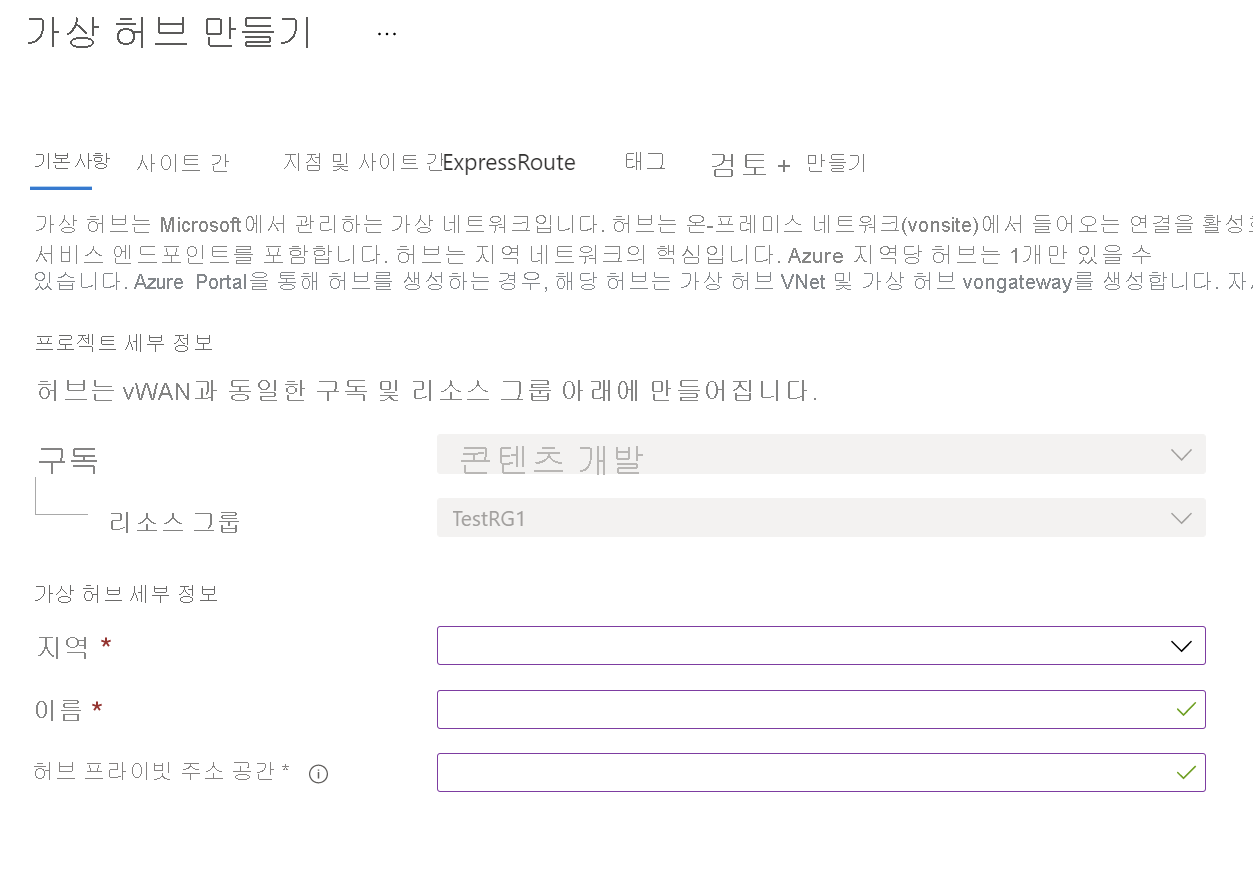 가상 허브 만들기 ...
기본 사항 사이트 간 지점 및 사이트 간 ExpressRoute 태그 검토 + 만들기
가상 허브는 Microsoft에서 관리하는 가상 네트워크입니다. 허브는 온-프레미스 네트워크(vonsite)에서 들어오는 연결을
서비스 엔드포인트를 포함합니다. 허브는 지역 네트워크의 핵심입니다. Azure 지역당 허브는 1개만 있을 수
있습니다. Azure Portal을 통해 허브를 생성하는 경우, 해당 허브는 가상 허브 VNet 및 가상 허브 vongateway를 생성합니다.
프로젝트 세부 정보
허브는 vWAN과 동일한 구독 및 리소스 그룹 아래에 만들어집니다.
구독 콘텐츠 개발
리소스 그룹 TestRG1
가상 허브 세부 정보
지역 *
이름 *
허브 프라이빗 주소 공간 *